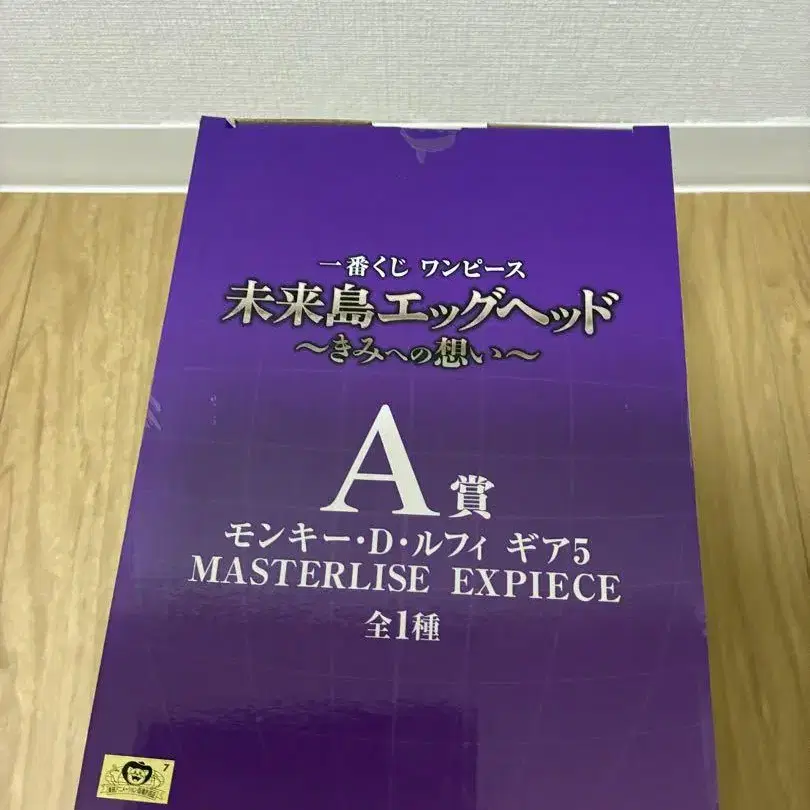 一番くじ ワンピース
未来島エッグヘッド
～きみへの想い～
A賞
モンキー・D・ルフィ ギア5
MASTERLISE EXPIECE
全1種
7